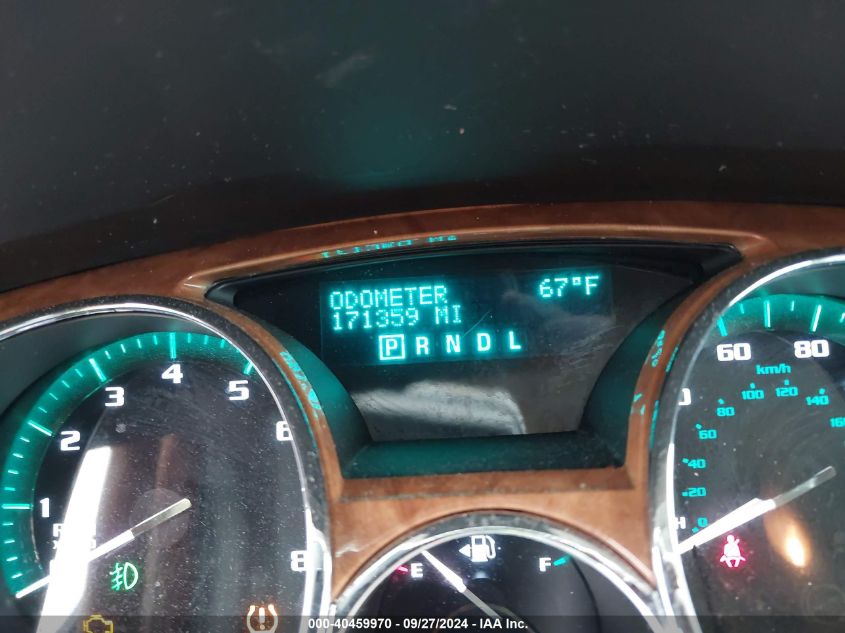 ODOMETER 67°F
171359 MI
P R N D L
1 2 3 4 5 6 8
60 80
km/h
0 20 40 60 80 100 120 140
E F
000-40459970 - 09/27/2024 - IAA Inc.